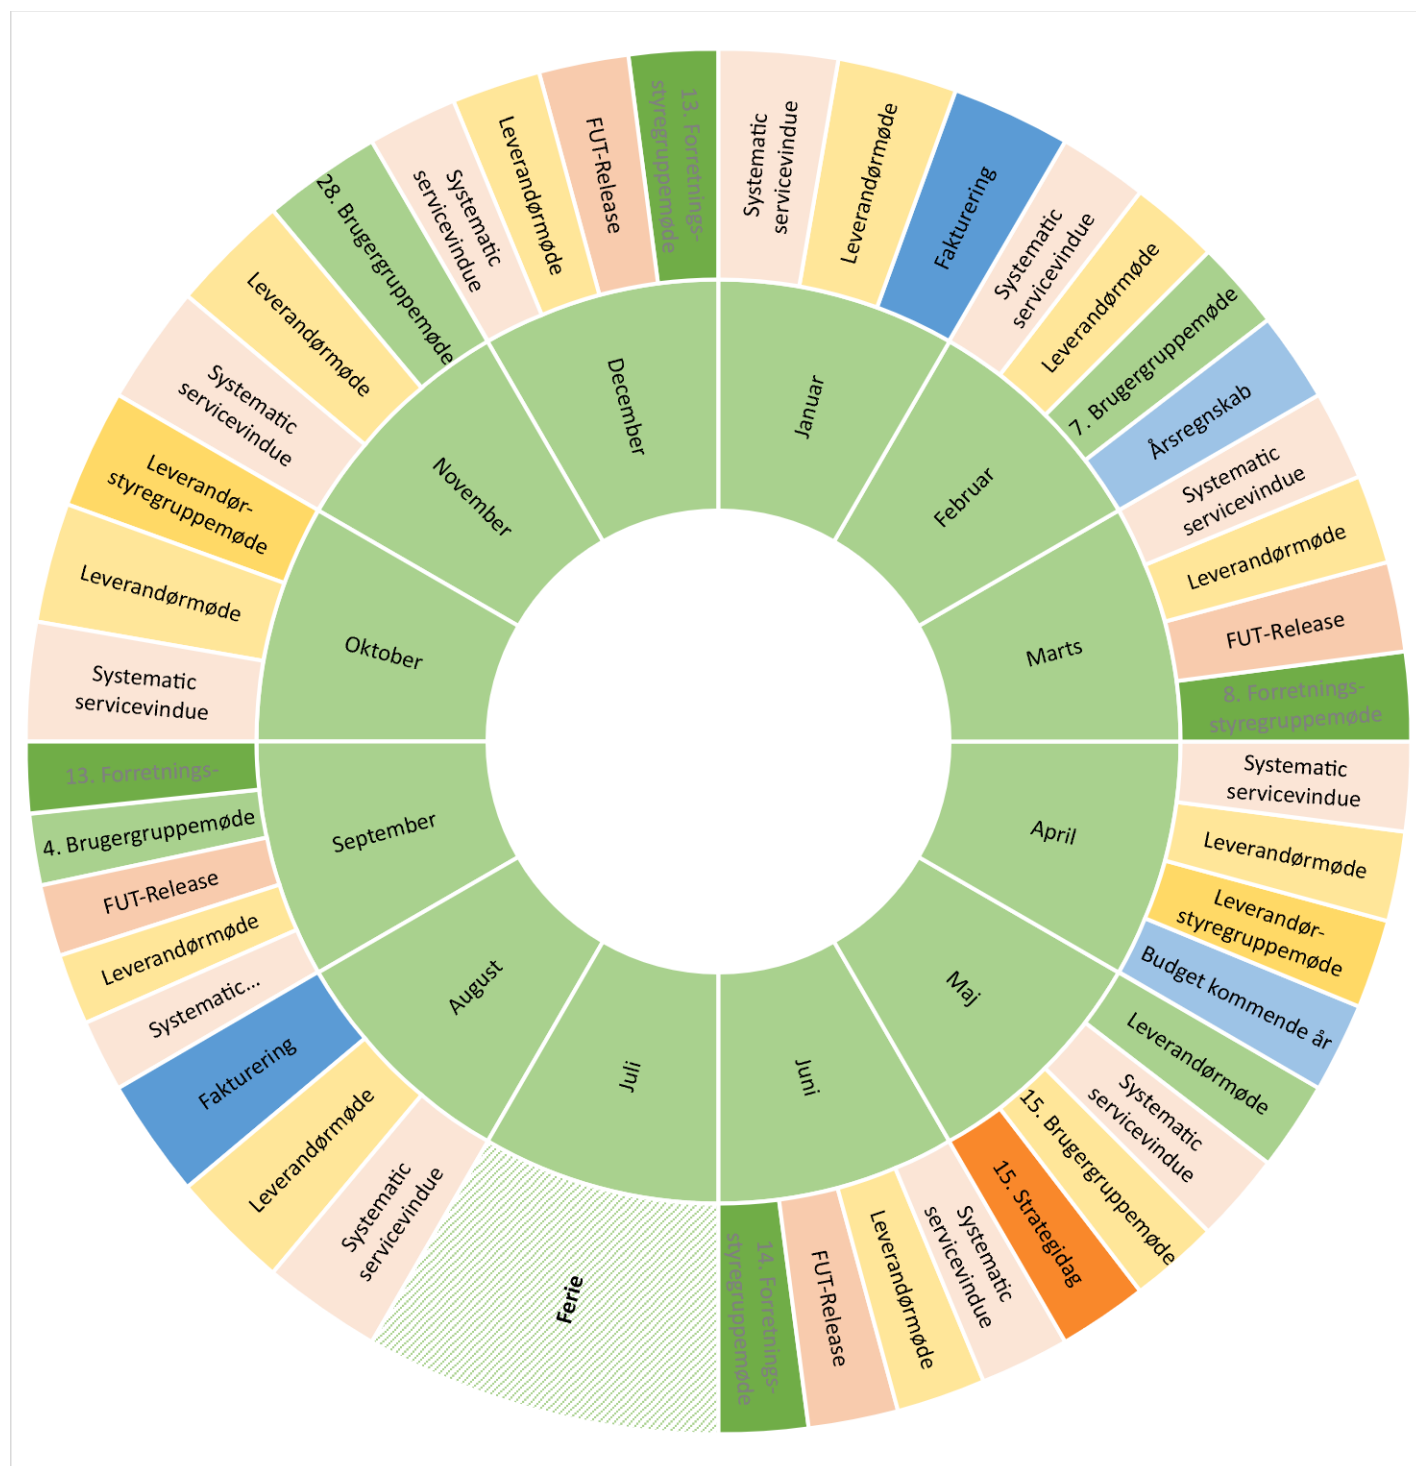 Januar
Systematic
servicevindue
Leverandørmøde
Fakturering
Februar
Systematic
servicevindue
Leverandørmøde
7. Brugergruppemøde
Årsregnskab
Marts
Systematic
servicevindue
Leverandørmøde
FUT-Release
8. Forretnings-
styregruppemøde
April
Systematic
servicevindue
Leverandørmøde
Leverandør-
styregruppemøde
Budget kommende år
Maj
Leverandørmøde
Systematic
servicevindue
15. Brugergruppemøde
15. Strategidag
Juni
Systematic
servicevindue
Leverandørmøde
FUT-Release
14. Forretnings-
styregruppemøde
Juli
Ferie
August
Systematic
servicevindue
Leverandørmøde
Fakturering
September
Systematic...
Leverandørmøde
FUT-Release
4. Brugergruppemøde
13. Forretnings-
Oktober
Systematic
servicevindue
Leverandørmøde
Leverandør-
styregruppemøde
November
Systematic
servicevindue
Leverandørmøde
28. Brugergruppemøde
December
Systematic
servicevindue
Leverandørmøde
FUT-Release
13. Forretnings-
styregruppemøde